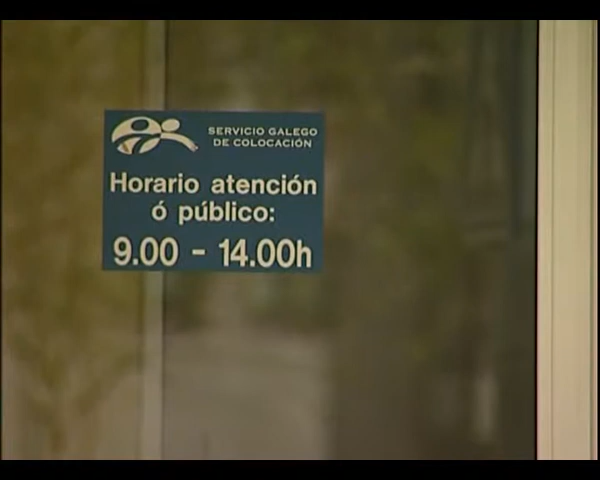 SERVICIO GALEGO
DE COLOCACIÓN
Horario atención
ó público:
9.00 - 14.00h